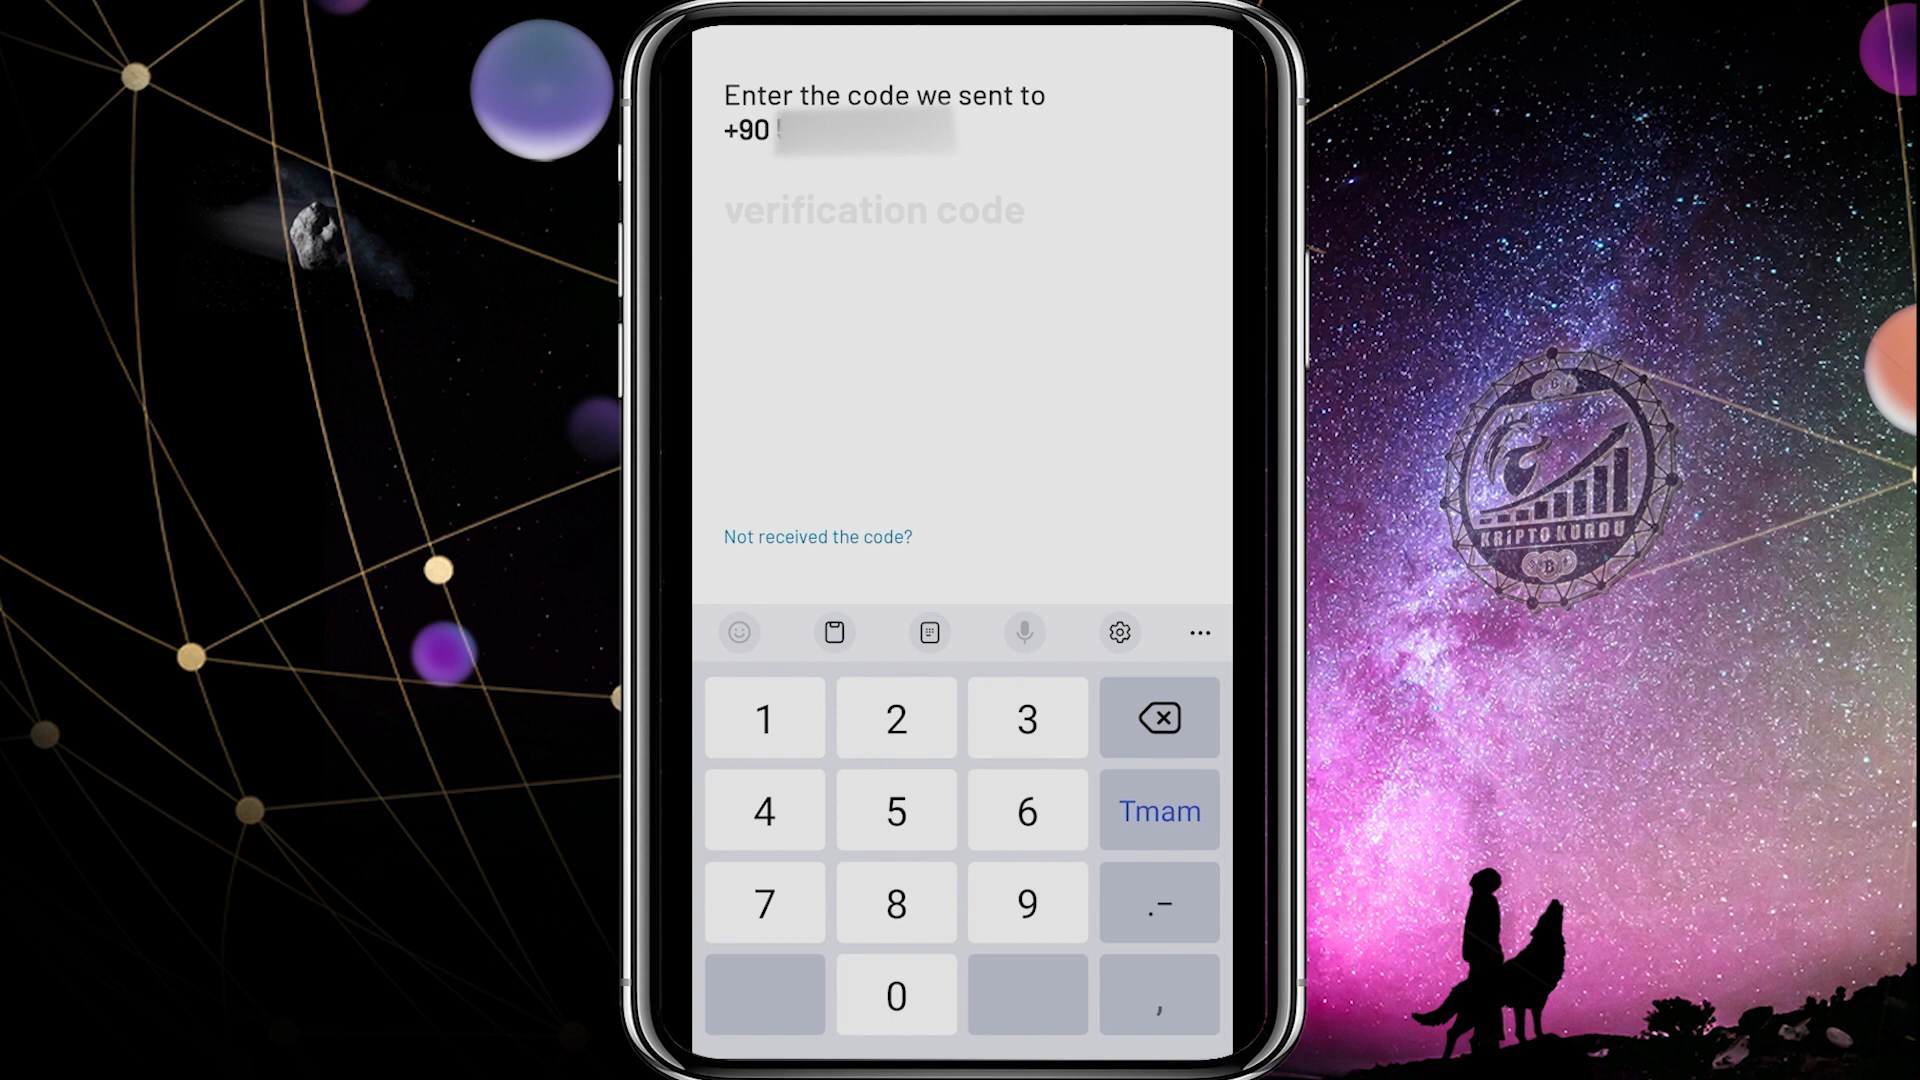 Enter the code we sent to
+90
verification code
Not received the code?
1 2 3
4 5 6 Tmam
7 8 9 .-
0 ,
KRİPTO KURDU